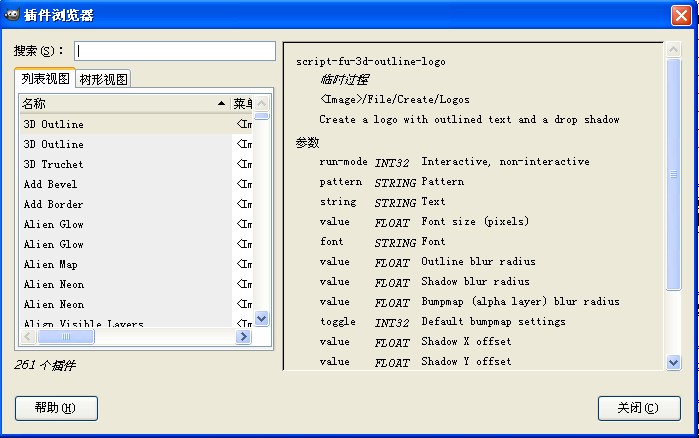 插件浏览器
搜索(S)：
列表视图 树形视图
名称 菜单
3D Outline <Im
3D Outline <Im
3D Truchet <Im
Add Bevel <Im
Add Border <Im
Alien Glow <Im
Alien Glow <Im
Alien Map <Im
Alien Neon <Im
Alien Neon <Im
Align Visible Layers
261 个插件
script-fu-3d-outline-logo
临时过程
<Image>/File/Create/Logos
Create a logo with outlined text and a drop shadow
参数
run-mode INT32 Interactive, non-interactive
pattern STRING Pattern
string STRING Text
value FLOAT Font size (pixels)
font STRING Font
value FLOAT Outline blur radius
value FLOAT Shadow blur radius
value FLOAT Bumpmap (alpha layer) blur radius
toggle INT32 Default bumpmap settings
value FLOAT Shadow X offset
value FLOAT Shadow Y offset
帮助(H) 关闭(C)